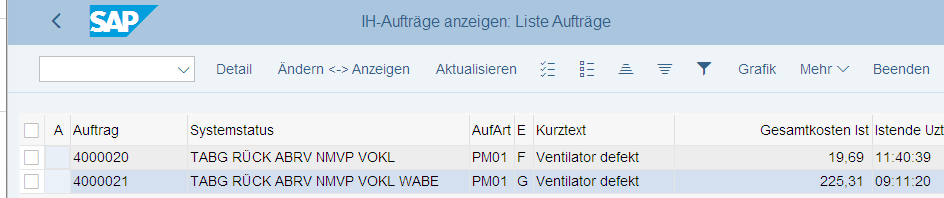 SAP IH-Aufträge anzeigen: Liste Aufträge
Detail Ändern <-> Anzeigen Aktualisieren Grafik Mehr Beenden
A Auftrag Systemstatus AufArt E Kurztext Gesamtkosten Ist Istende Uzt
4000020 TABG RÜCK ABRV NMVP VOKL PM01 F Ventilator defekt 19,69 11:40:39
4000021 TABG RÜCK ABRV NMVP VOKL WABE PM01 G Ventilator defekt 225,31 09:11:20